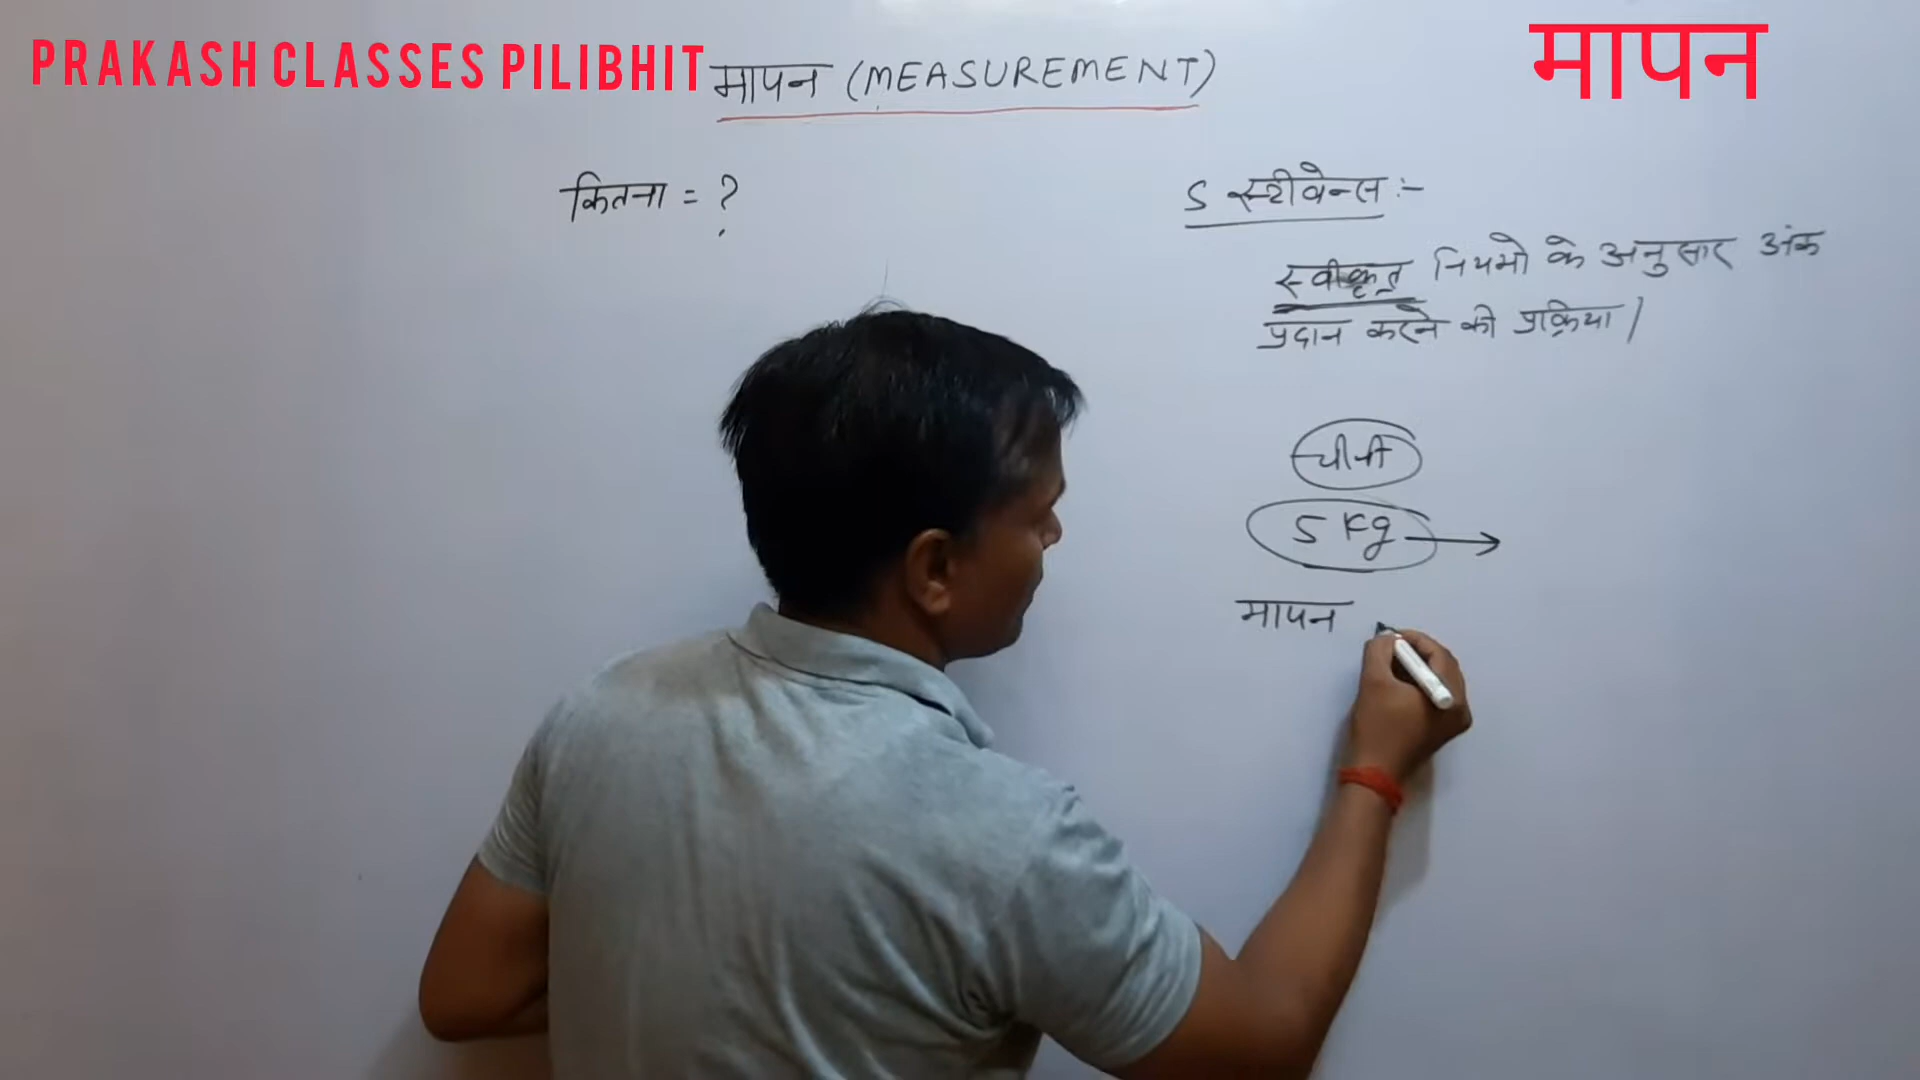 PRAKASH CLASSES PILIBHIT
मापन
मापन (MEASUREMENT)
कितना = ?
S स्टीवेन्स :-
स्वीकृत नियमो के अनुसार अंक
प्रदान करने की प्रक्रिया /
चीनी
5 Kg
मापन